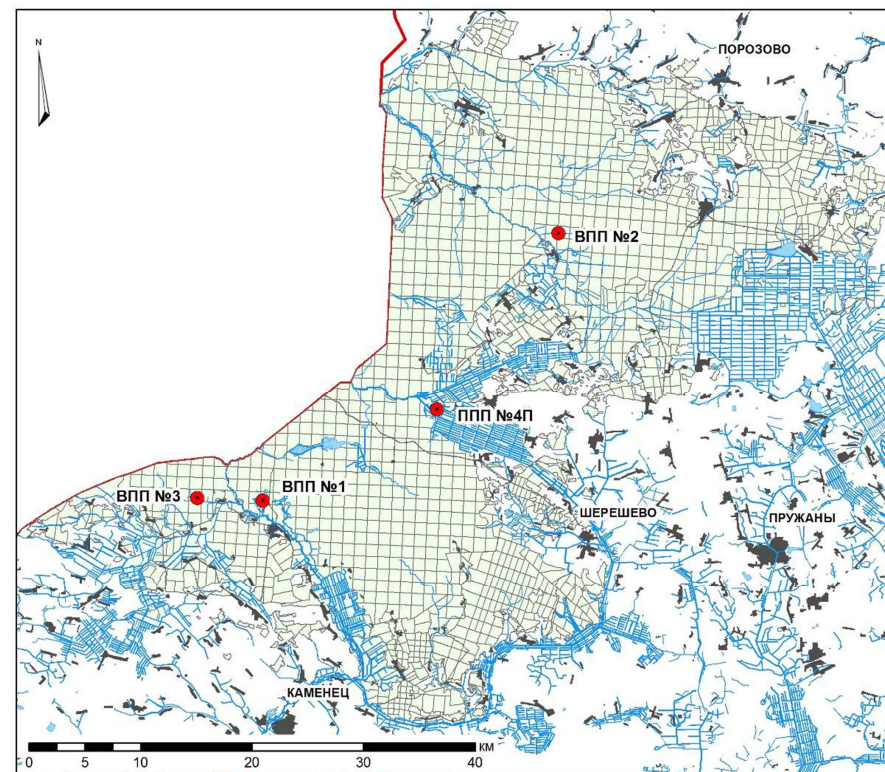 N
ПОРОЗОВО
ВПП №2
ППП №4П
ВПП №3
ВПП №1
ШЕРЕШЕВО
ПРУЖАНЫ
КАМЕНЕЦ
0 5 10 20 30 40 КМ